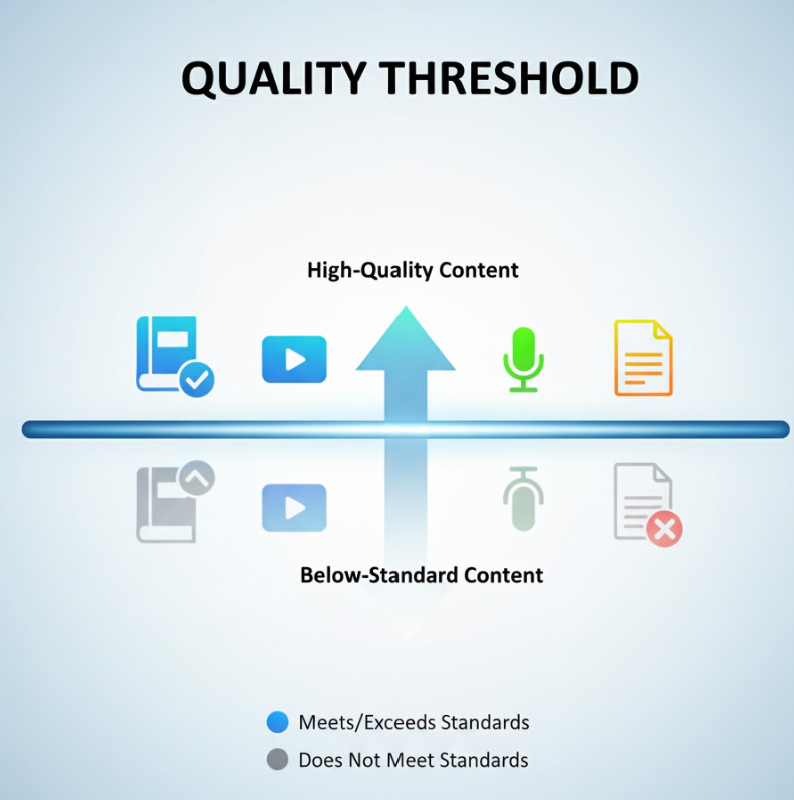 QUALITY THRESHOLD
High-Quality Content
Below-Standard Content
Meets/Exceeds Standards
Does Not Meet Standards